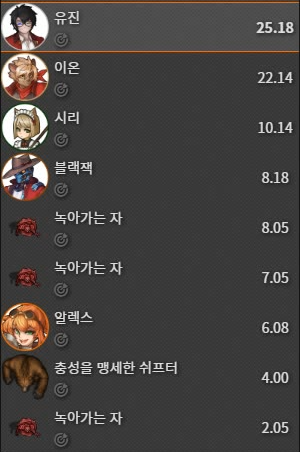 유진
25.18
이온
22.14
시리
10.14
블랙잭
8.18
녹아가는 자
8.05
녹아가는 자
7.05
알렉스
6.08
충성을 맹세한 쉬프터
4.00
녹아가는 자
2.05